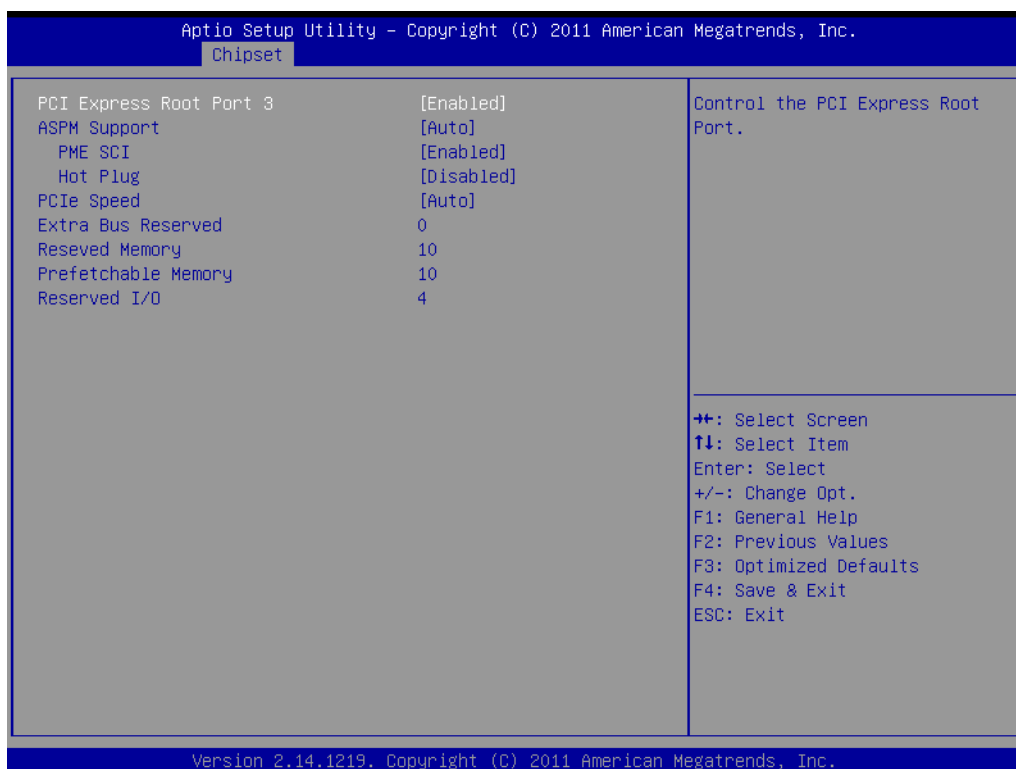 Aptio Setup Utility – Copyright (C) 2011 American Megatrends, Inc.
Chipset
PCI Express Root Port 3 [Enabled]
ASPM Support [Auto]
PME SCI [Enabled]
Hot Plug [Disabled]
PCIe Speed [Auto]
Extra Bus Reserved 0
Reseved Memory 10
Prefetchable Memory 10
Reserved I/O 4
Control the PCI Express Root
Port.
→←: Select Screen
↑↓: Select Item
Enter: Select
+/-: Change Opt.
F1: General Help
F2: Previous Values
F3: Optimized Defaults
F4: Save & Exit
ESC: Exit
Version 2.14.1219. Copyright (C) 2011 American Megatrends, Inc.